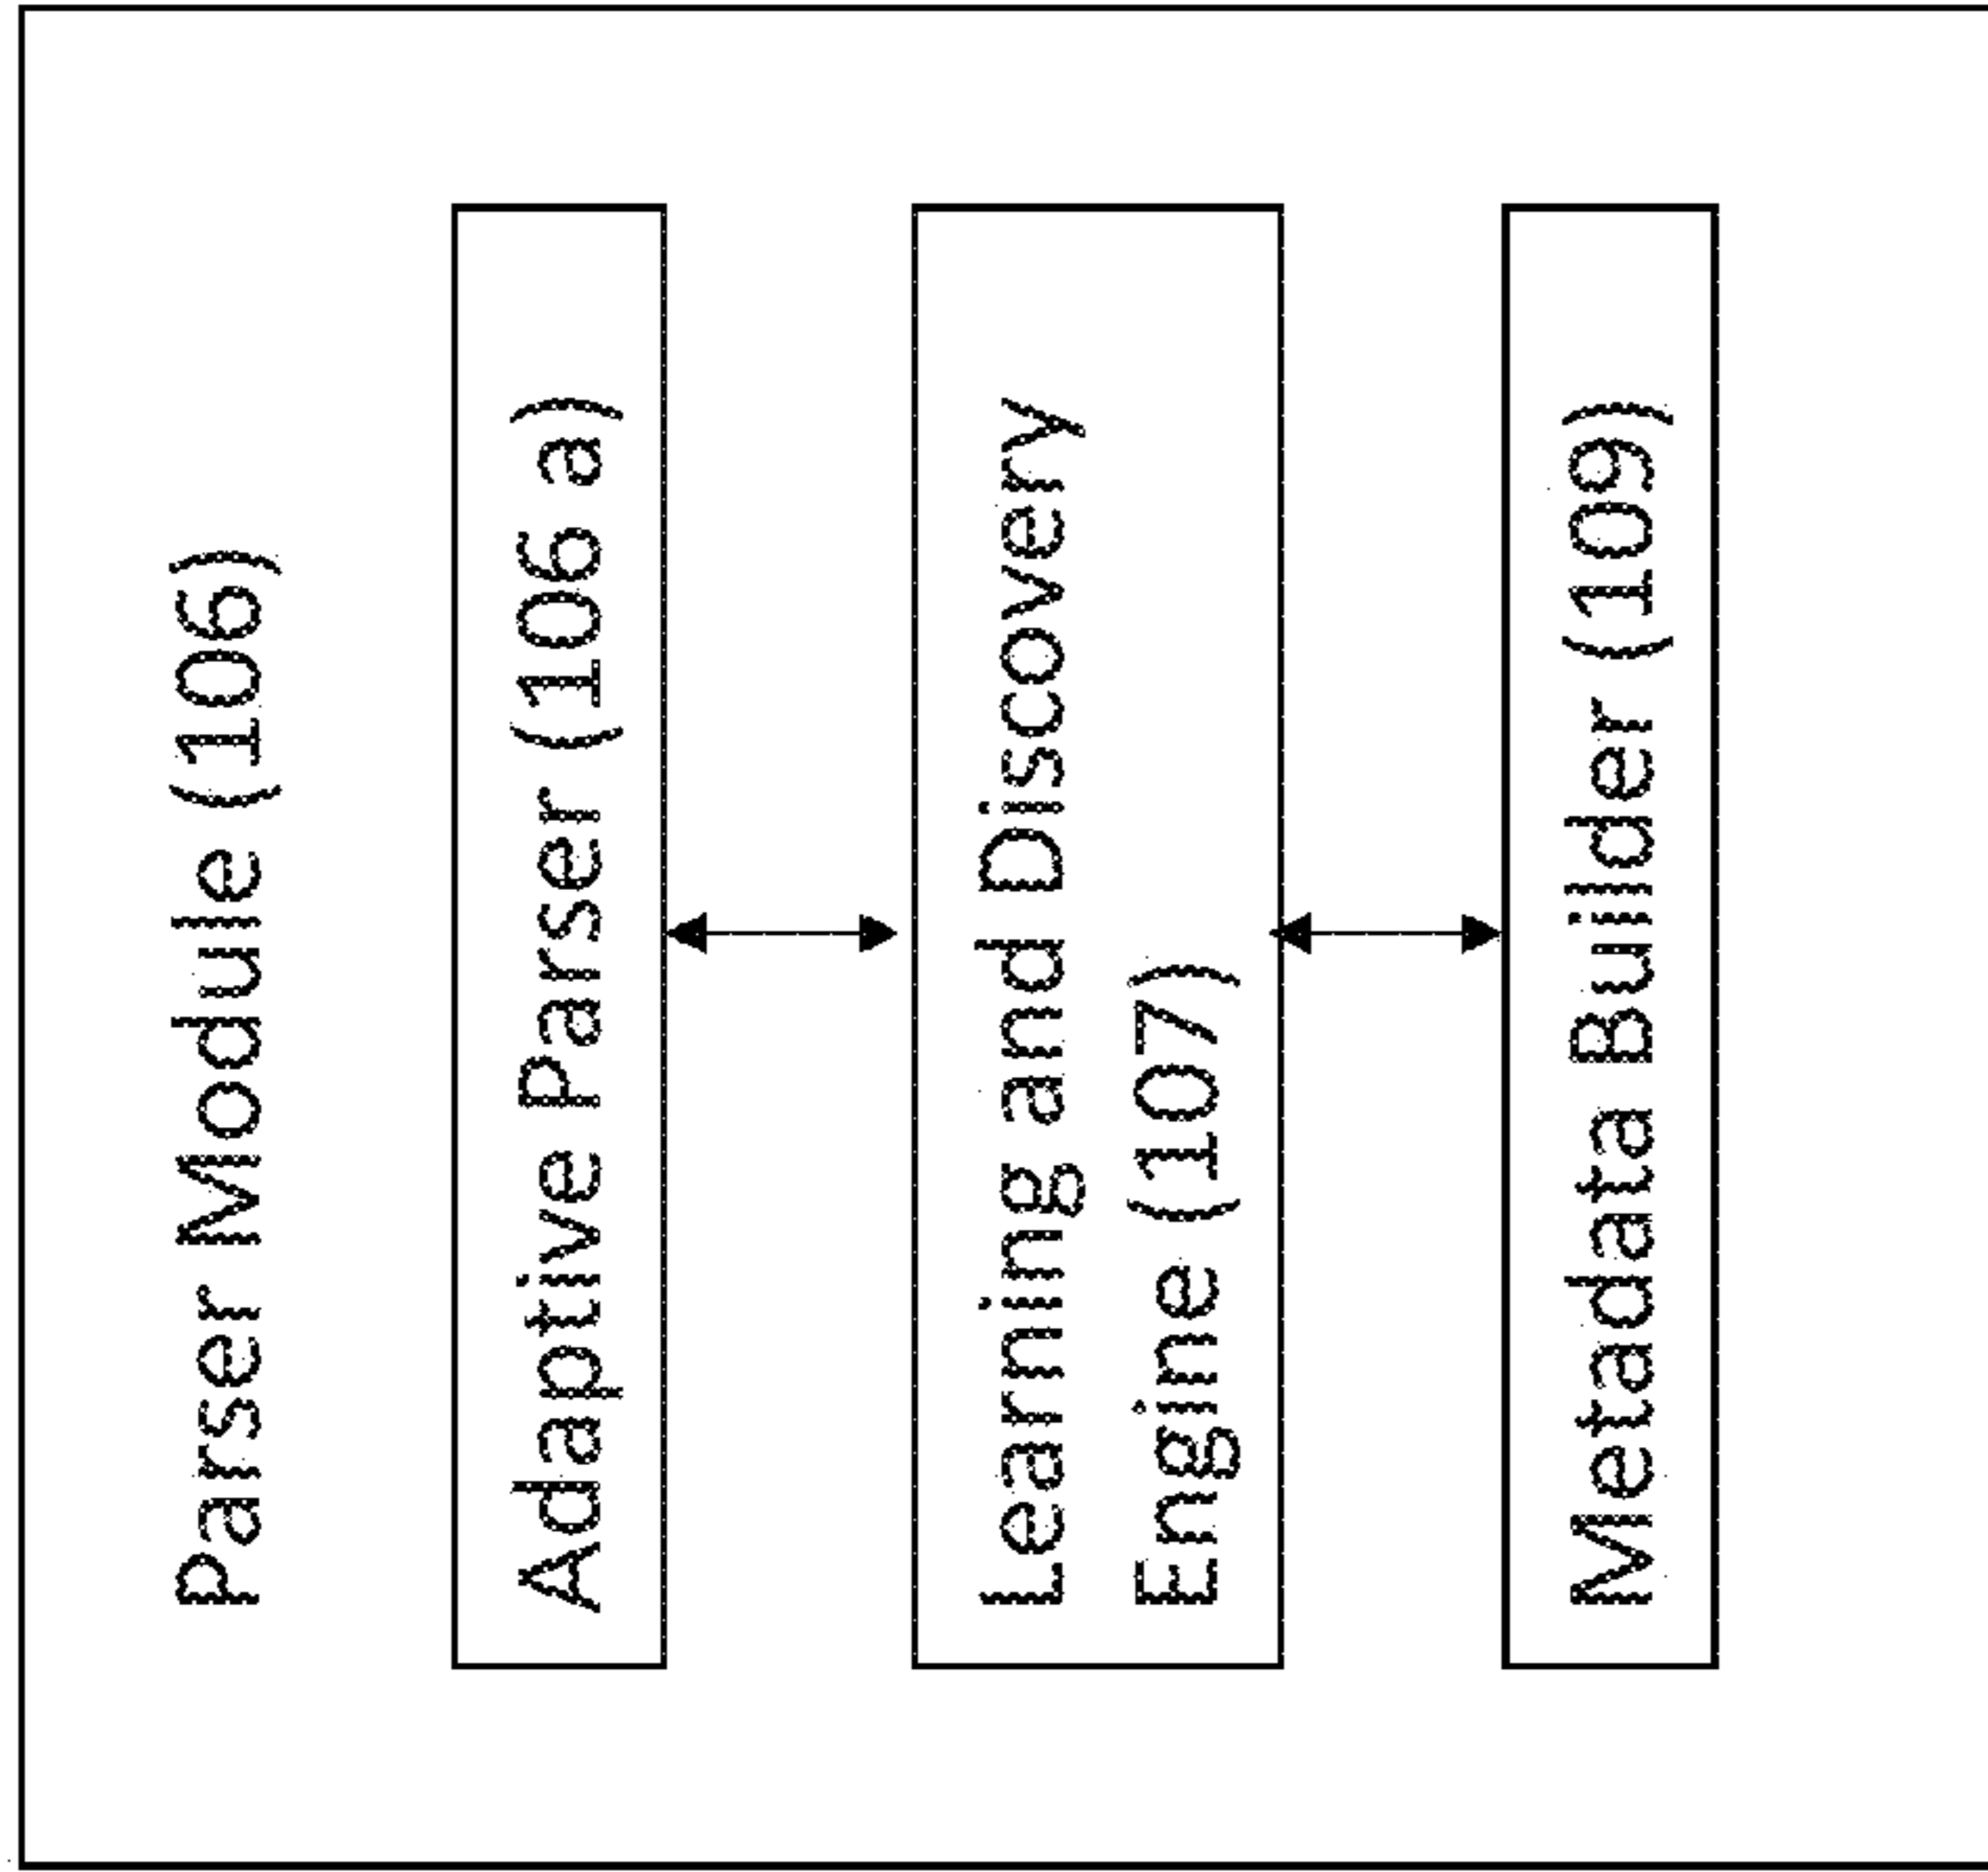 Parser Module (106)
Adaptive Parser (106 a)
Learning and Discovery
Engine (107)
Metadata Builder (109)